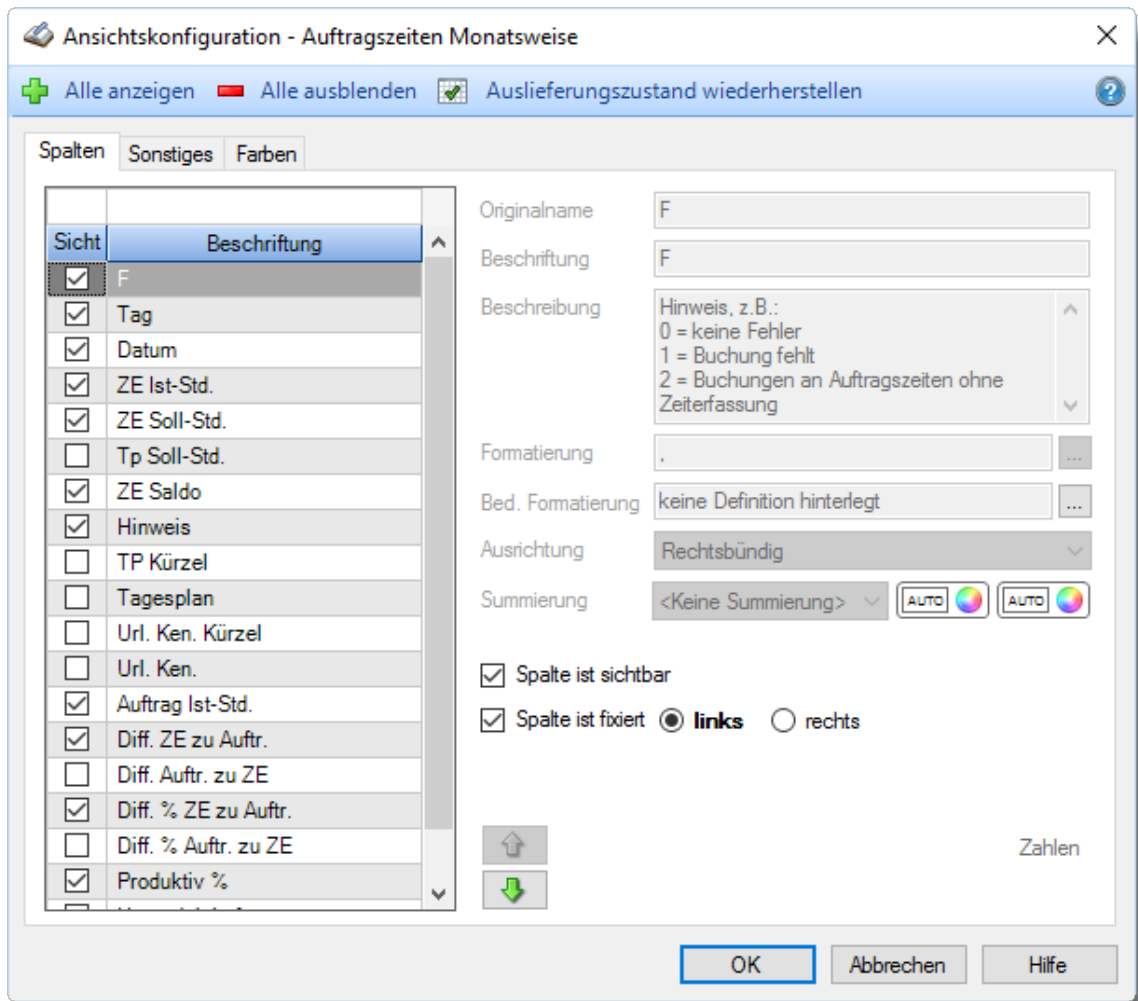 Ansichtskonfiguration - Auftragszeiten Monatsweise
Alle anzeigen Alle ausblenden Auslieferungszustand wiederherstellen
Spalten Sonstiges Farben
Sicht Beschriftung
F
Tag
Datum
ZE Ist-Std.
ZE Soll-Std.
Tp Soll-Std.
ZE Saldo
Hinweis
TP Kürzel
Tagesplan
Url. Ken. Kürzel
Url. Ken.
Auftrag Ist-Std.
Diff. ZE zu Auftr.
Diff. Auftr. zu ZE
Diff. % ZE zu Auftr.
Diff. % Auftr. zu ZE
Produktiv %
Originalname F
Beschriftung F
Beschreibung Hinweis, z.B.:
0 = keine Fehler
1 = Buchung fehlt
2 = Buchungen an Auftragszeiten ohne
Zeiterfassung
Formatierung , ...
Bed. Formatierung keine Definition hinterlegt ...
Ausrichtung Rechtsbündig
Summierung <Keine Summierung> AUTO AUTO
Spalte ist sichtbar
Spalte ist fixiert links rechts
Zahlen
OK Abbrechen Hilfe